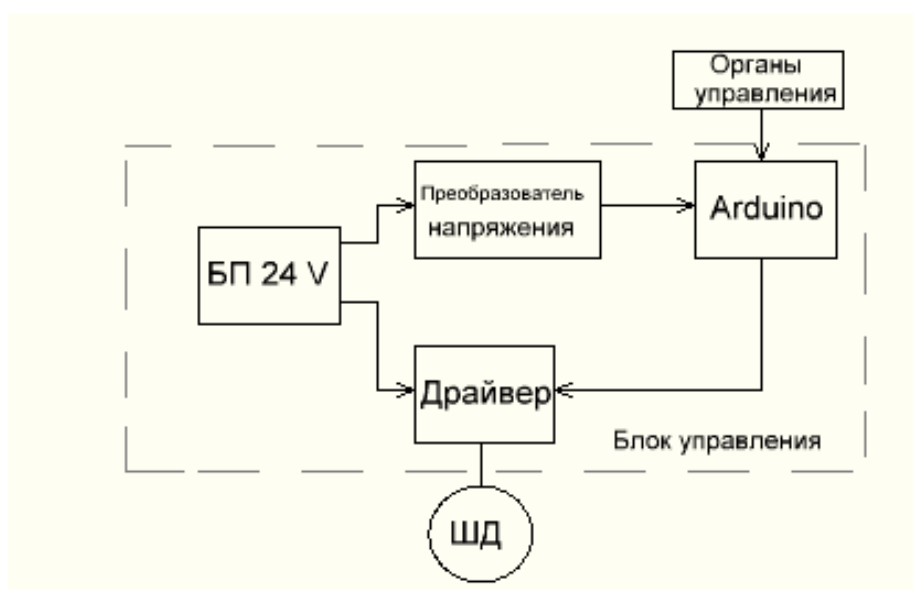 Органы
управления
Преобразователь
напряжения
Arduino
БП 24 V
Драйвер
Блок управления
ШД